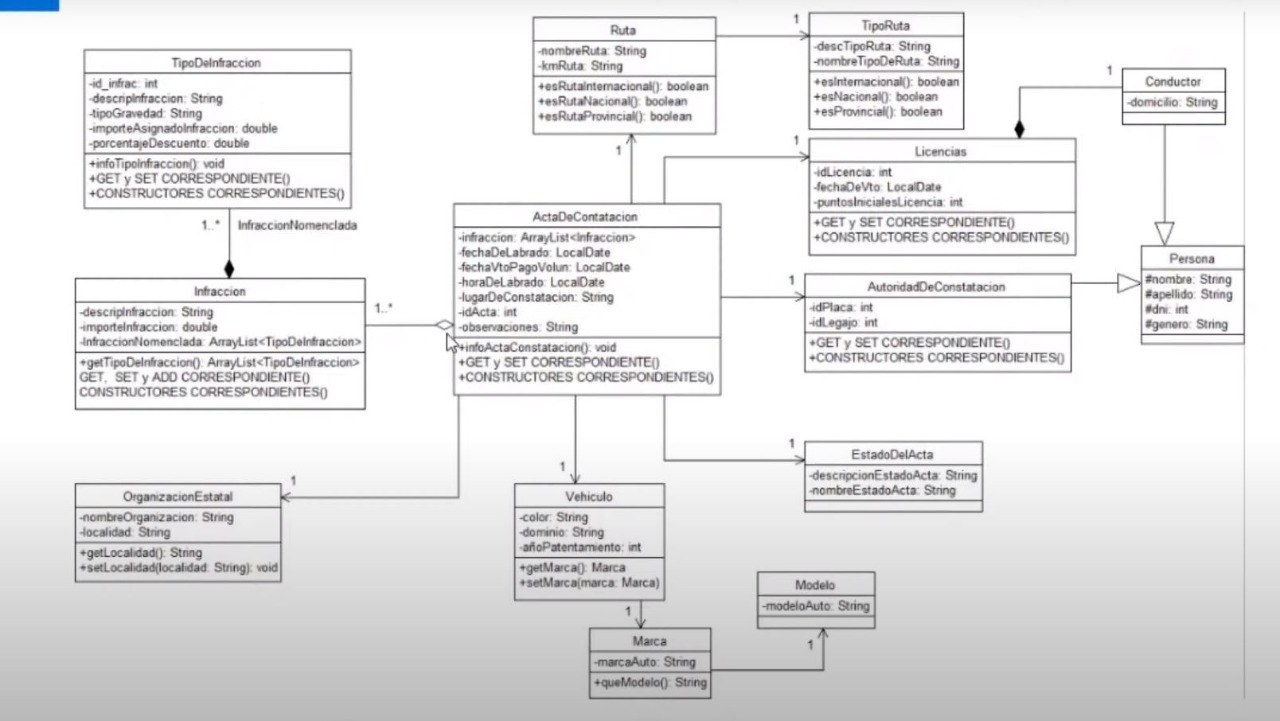 Ruta
-nombreRuta: String
-kmRuta: String
+esRutaInternacional(): boolean
+esRutaNacional(): boolean
+esRutaProvincial(): boolean
1
TipoRuta
-descTipoRuta: String
-nombreTipoDeRuta: String
+esInternacional(): boolean
+esNacional(): boolean
+esProvincial(): boolean
TipoDeInfraccion
-id_infrac: int
-descripInfraccion: String
-tipoGravedad: String
-importeAsignadoInfraccion: double
-porcentajeDescuento: double
+infoTipoInfraccion(): void
+GET y SET CORRESPONDIENTE()
+CONSTRUCTORES CORRESPONDIENTES()
1
Conductor
-domicilio: String
1
1
Licencias
-idLicencia: int
-fechaDeVto: LocalDate
-puntosInicialesLicencia: int
+GET y SET CORRESPONDIENTE()
+CONSTRUCTORES CORRESPONDIENTES()
1..*
InfraccionNomenclada
ActaDeContatacion
-infraccion: ArrayList<Infraccion>
-fechaDeLabrado: LocalDate
-fechaVtoPagoVolun: LocalDate
-horaDeLabrado: LocalDate
-lugarDeConstatacion: String
-idActa: int
-observaciones: String
+infoActaConstatacion(): void
+GET y SET CORRESPONDIENTE()
+CONSTRUCTORES CORRESPONDIENTES()
Persona
#nombre: String
#apellido: String
#dni: int
#genero: String
1
AutoridadDeConstatacion
-idPlaca: int
-idLegajo: int
+GET y SET CORRESPONDIENTE()
+CONSTRUCTORES CORRESPONDIENTES()
Infraccion
-descripInfraccion: String
-importeInfraccion: double
-InfraccionNomenclada: ArrayList<TipoDeInfraccion>
+getTipoDeInfraccion(): ArrayList<TipoDeInfraccion>
GET, SET y ADD CORRESPONDIENTE()
CONSTRUCTORES CORRESPONDIENTES()
1..*
1
EstadoDelActa
-descripcionEstadoActa: String
-nombreEstadoActa: String
1
OrganizacionEstatal
-nombreOrganizacion: String
-localidad: String
+getLocalidad(): String
+setLocalidad(localidad: String): void
1
Vehiculo
-color: String
-dominio: String
-añoPatentamiento: int
+getMarca(): Marca
+setMarca(marca: Marca)
1
Marca
-marcaAuto: String
+queModelo(): String
1
Modelo
-modeloAuto: String